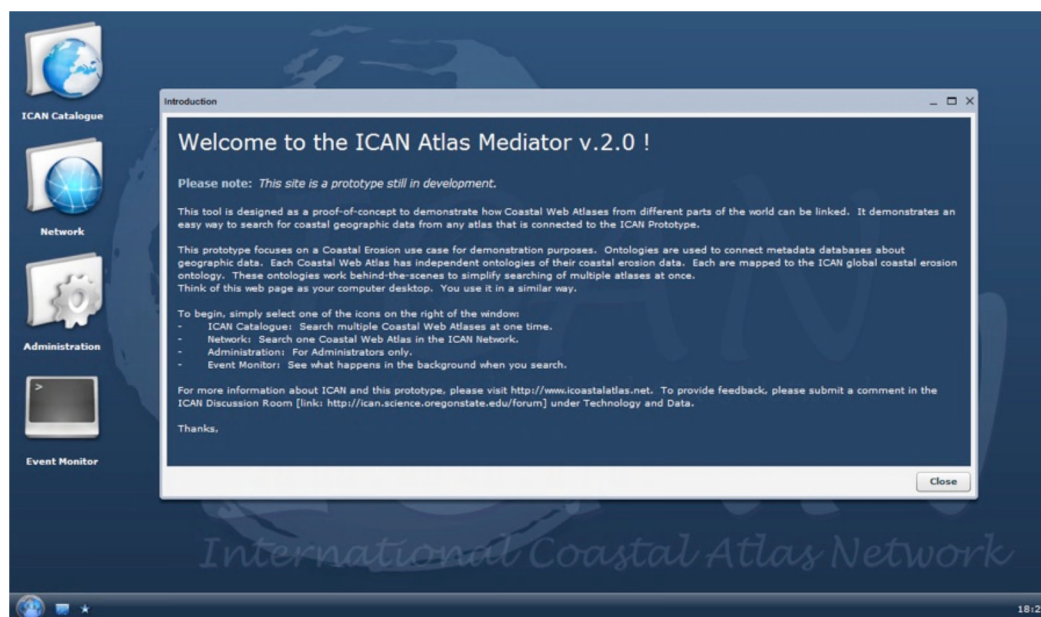 ICAN Catalogue
Network
Administration
Event Monitor
Introduction
Welcome to the ICAN Atlas Mediator v.2.0 !
Please note: This site is a prototype still in development.
This tool is designed as a proof-of-concept to demonstrate how Coastal Web Atlases from different parts of the world can be linked. It demonstrates an
easy way to search for coastal geographic data from any atlas that is connected to the ICAN Prototype.
This prototype focuses on a Coastal Erosion use case for demonstration purposes. Ontologies are used to connect metadata databases about
geographic data. Each Coastal Web Atlas has independent ontologies of their coastal erosion data. Each are mapped to the ICAN global coastal erosion
ontology. These ontologies work behind-the-scenes to simplify searching of multiple atlases at once.
Think of this web page as your computer desktop. You use it in a similar way.
To begin, simply select one of the icons on the right of the window:
- ICAN Catalogue: Search multiple Coastal Web Atlases at one time.
- Network: Search one Coastal Web Atlas in the ICAN Network.
- Administration: For Administrators only.
- Event Monitor: See what happens in the background when you search.
For more information about ICAN and this prototype, please visit http://www.icoastalatlas.net. To provide feedback, please submit a comment in the
ICAN Discussion Room [link: http://ican.science.oregonstate.edu/forum] under Technology and Data.
Thanks.
Close
International Coastal Atlas Network
18:2